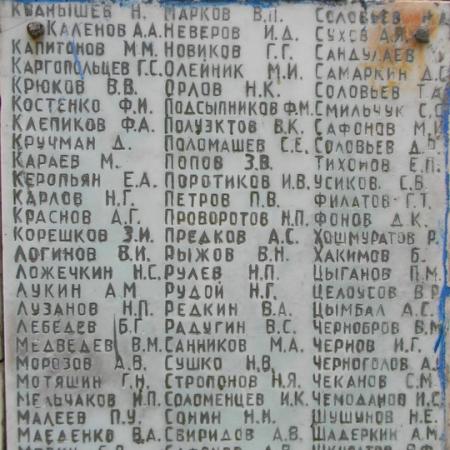 КУАНЫШЕВ Н. МАРКОВ В.П. СОЛОВЬЕВ
КАЛЕНОВ А.А. НЕВЕРОВ И.Д. СУХОВ А.Я.
КАПИТОНОВ М.М. НОВИКОВ Г.Г. САНДУЛАЕВ
КАРГОПОЛЬЦЕВ Г.С. ОЛЕЙНИК М.И. САМАРКИН Д.С.
КРЮКОВ В.В. ОРЛОВ Н.К. СОЛОВЬЕВ Т.А.
КОСТЕНКО Ф.И. ПОДСЫПНИКОВ Ф.М. СМИЛЬЧУК С.
КЛЕПИКОВ Ф.А. ПОЛУЭКТОВ В.К. САФОНОВ М.
КРУЧМАН Д. ПОЛОМАШЕВ С.Е. СОЛОВЬЕВ Д.
КАРАЕВ М. ПОПОВ З.В. ТИХОНОВ Е.П.
КЕРОПЬЯН Е.А. ПОРОТИКОВ И.В. УСИКОВ С.В.
КАРЛОВ Н.Г. ПЕТРОВ П.В. ФИЛАТОВ Г.Т.
КРАСНОВ А.Г. ПРОВОРОТОВ Н.П. ФОНОВ Д.К.
КОРЕШКОВ З.И. ПРЕДКОВ А.С. ХОШМУРАТОВ Р.
ЛОГИНОВ В.И. РЫЖОВ В.Н. ХАКИМОВ Б.
ЛОЖЕЧКИН Н.С. РУЛЕВ Н.П. ЦЫГАНОВ П.М.
ЛУКИН А.М РУДОЙ Н.Г. ЦЕЛОУСОВ В.Р.
ЛУЗАНОВ Н.П. РЕДКИН В.А. ЦЫМБАЛ А.С.
ЛЕБЕДЕВ Б.Г. РАДУГИН В.С. ЧЕРНОБРОВ В.М.
МЕДВЕДЕВ В.М. САННИКОВ М.А. ЧЕРНОВ И.Г.
МОРОЗОВ А.В. СУШКО Н.В. ЧЕРНОГОЛОВ А.
МОТЯШИН Г.Н. СТРОПОНОВ Н.Я. ЧЕКАНОВ С.М.
МЕЛЬЧАКОВ И.П. СОЛОМЕНЦЕВ И.К. ЧЕМОДАНОВ И.С.
МАЛЕЕВ П.У. СОНИН Н.И. ШУШУНОВ Н.Е.
МАЕДЕНКО В.А. СВИРИДОВ А.В. ШАДЕРКИН А.М.